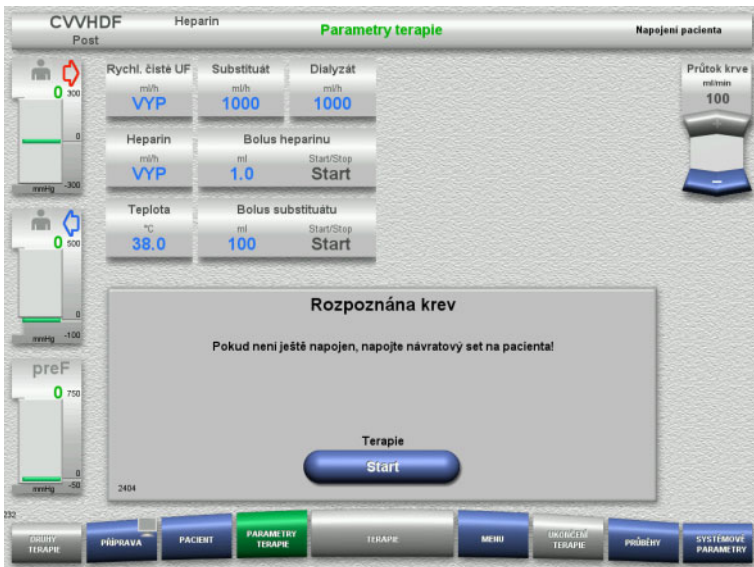 CVVHDF
Post
Heparin
Parametry terapie
Napojení pacienta
0
300
0
-300
mmHg
Rychl. čisté UF
ml/h
VYP
Substituát
ml/h
1000
Dialyzát
ml/h
1000
Průtok krve
ml/min
100
Heparin
ml/h
VYP
Bolus heparinu
ml
1.0
Start/Stop
Start
Teplota
°C
38.0
Bolus substituátu
ml
100
Start/Stop
Start
0
500
0
-100
mmHg
preF
0
750
0
-50
mmHg
Rozpoznána krev
Pokud není ještě napojen, napojte návratový set na pacienta!
Terapie
Start
2404
232
DRUHY
TERAPIE
PŘÍPRAVA
PACIENT
PARAMETRY
TERAPIE
TERAPIE
MENU
UKONČENÍ
TERAPIE
PRŮBĚHY
SYSTÉMOVÉ
PARAMETRY